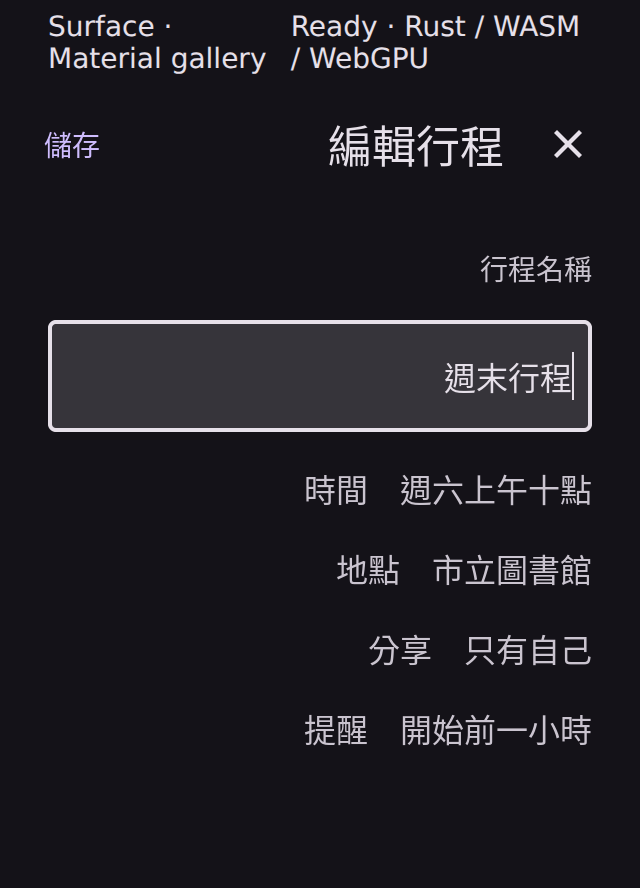 Surface ·
Material gallery
Ready · Rust / WASM
/ WebGPU
儲存
編輯行程
行程名稱
週末行程
時間　週六上午十點
地點　市立圖書館
分享　只有自己
提醒　開始前一小時